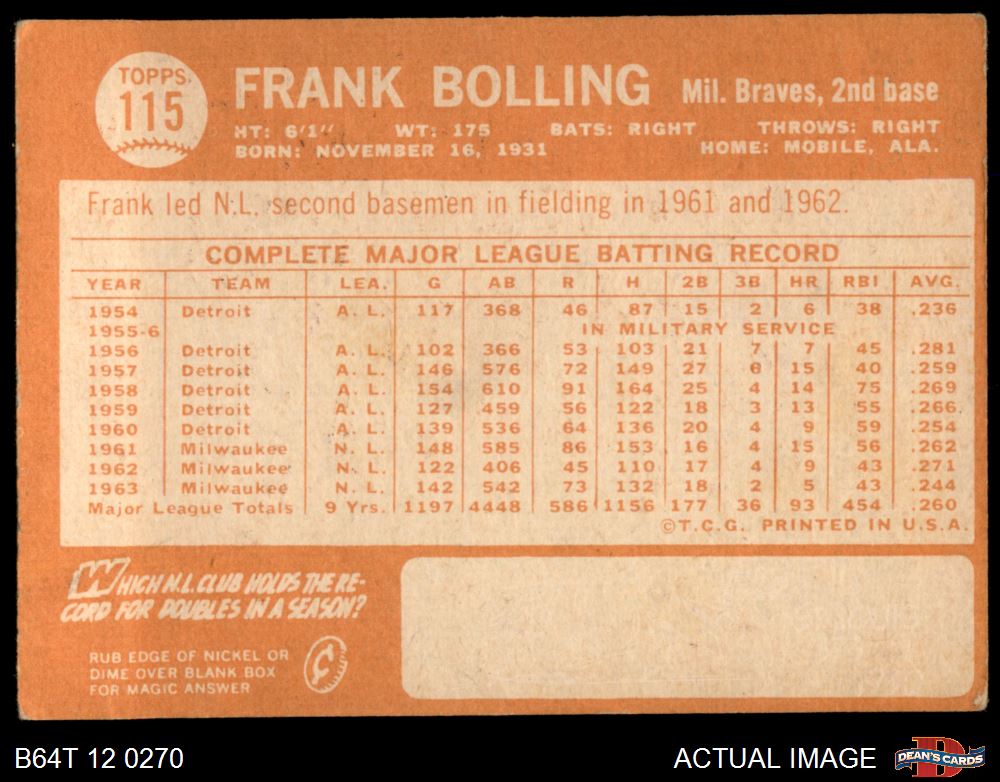 TOPPS
115
FRANK BOLLING Mil. Braves, 2nd base
HT: 6'1" WT: 175 BATS: RIGHT THROWS: RIGHT
BORN: NOVEMBER 16, 1931 HOME: MOBILE, ALA.
Frank led N.L. second basemen in fielding in 1961 and 1962.
COMPLETE MAJOR LEAGUE BATTING RECORD
YEAR TEAM LEA. G AB R H 2B 3B HR RBI AVG.
1954 Detroit A. L. 117 368 46 87 15 2 6 38 .236
1955-6 IN MILITARY SERVICE
1956 Detroit A. L. 102 366 53 103 21 7 7 45 .281
1957 Detroit A. L. 146 576 72 149 27 6 15 40 .259
1958 Detroit A. L. 154 610 91 164 25 4 14 75 .269
1959 Detroit A. L. 127 459 56 122 18 3 13 55 .266
1960 Detroit A. L. 139 536 64 136 20 4 9 59 .254
1961 Milwaukee N. L. 148 585 86 153 16 4 15 56 .262
1962 Milwaukee N. L. 122 406 45 110 17 4 9 43 .271
1963 Milwaukee N. L. 142 542 73 132 18 2 5 43 .244
Major League Totals 9 Yrs. 1197 4448 586 1156 177 36 93 454 .260
©T.C.G. PRINTED IN U.S.A.
WHICH N.L. CLUB HOLDS THE RE-
CORD FOR DOUBLES IN A SEASON?
RUB EDGE OF NICKEL OR
DIME OVER BLANK BOX
FOR MAGIC ANSWER
B64T 12 0270 ACTUAL IMAGE D DEAN'S CARDS